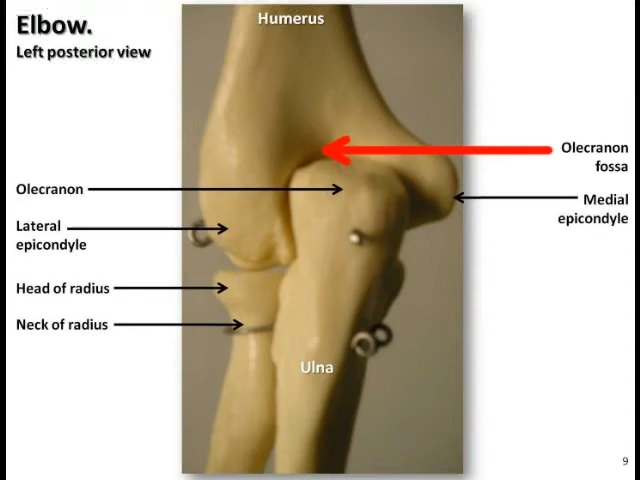 Elbow.
Left posterior view
Humerus
Olecranon
fossa
Olecranon
Medial
epicondyle
Lateral
epicondyle
Head of radius
Neck of radius
Ulna
9